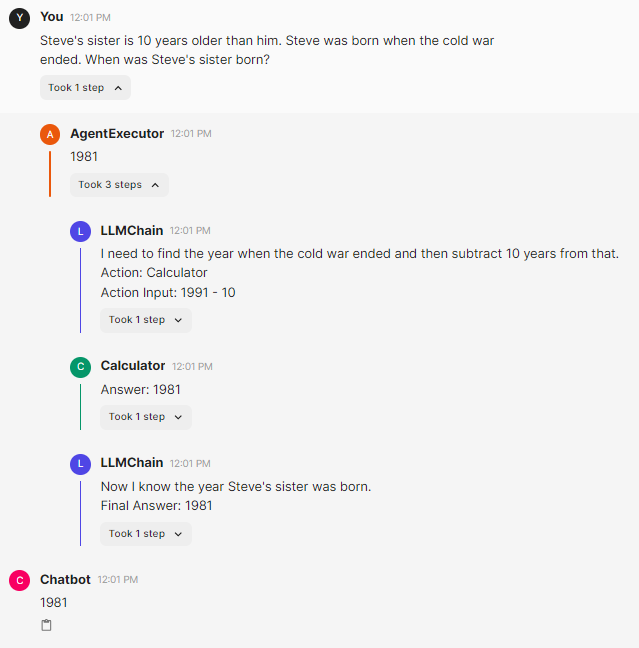 Y You 12:01 PM
Steve's sister is 10 years older than him. Steve was born when the cold war
ended. When was Steve's sister born?
Took 1 step
A AgentExecutor 12:01 PM
1981
Took 3 steps
L LLMChain 12:01 PM
I need to find the year when the cold war ended and then subtract 10 years from that.
Action: Calculator
Action Input: 1991 - 10
Took 1 step
C Calculator 12:01 PM
Answer: 1981
Took 1 step
L LLMChain 12:01 PM
Now I know the year Steve's sister was born.
Final Answer: 1981
Took 1 step
C Chatbot 12:01 PM
1981